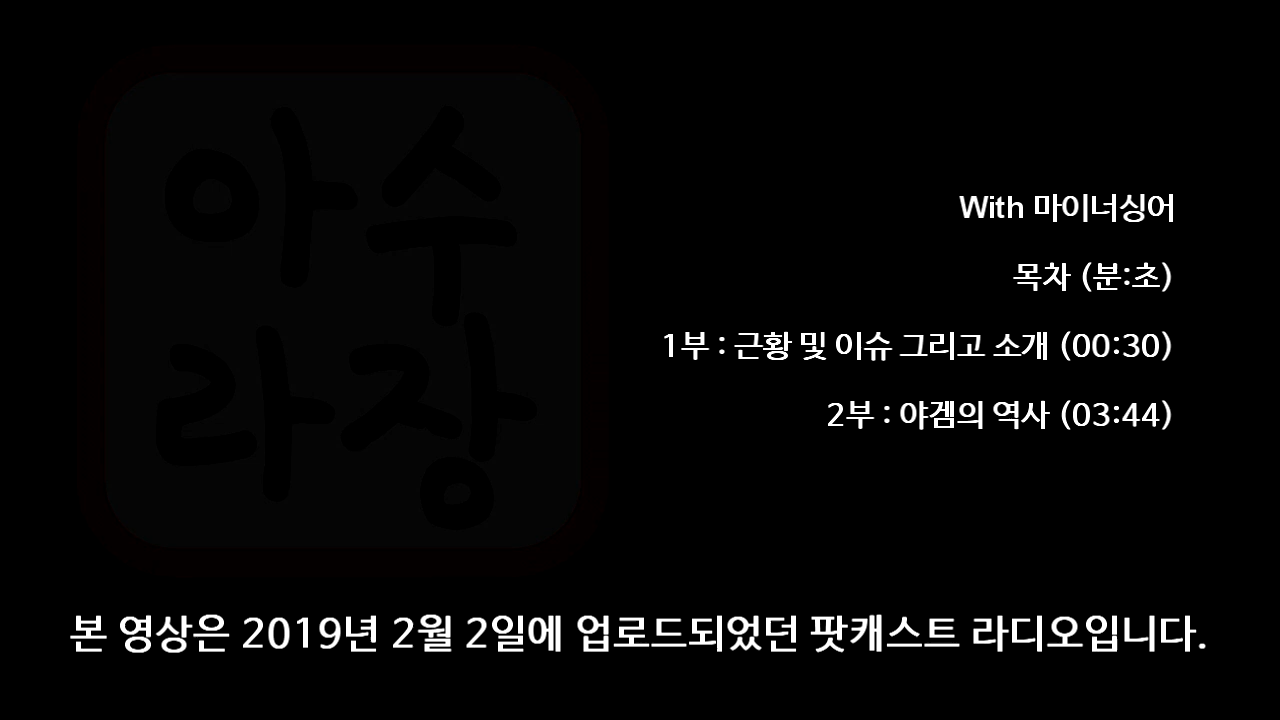 아수
라장
With 마이너싱어
목차 (분:초)
1부 : 근황 및 이슈 그리고 소개 (00:30)
2부 : 야겜의 역사 (03:44)
본 영상은 2019년 2월 2일에 업로드되었던 팟캐스트 라디오입니다.